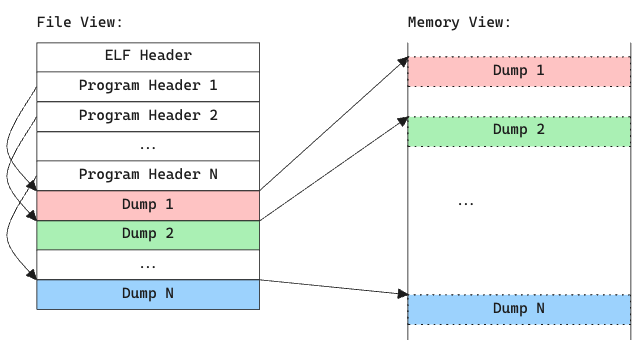 File View:
ELF Header
Program Header 1
Program Header 2
...
Program Header N
Dump 1
Dump 2
...
Dump N
Memory View:
Dump 1
Dump 2
...
Dump N